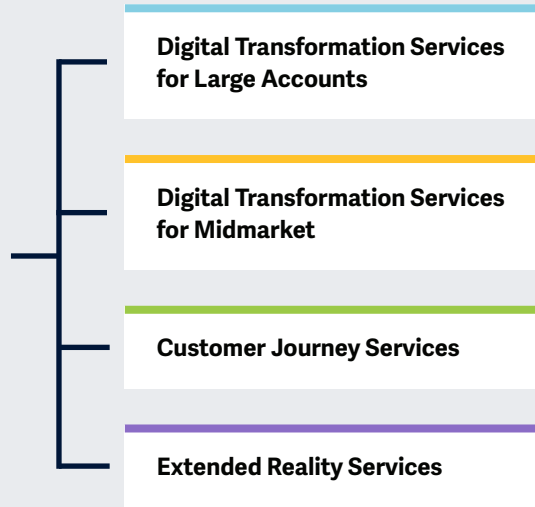 Digital Transformation Services
for Large Accounts
Digital Transformation Services
for Midmarket
Customer Journey Services
Extended Reality Services